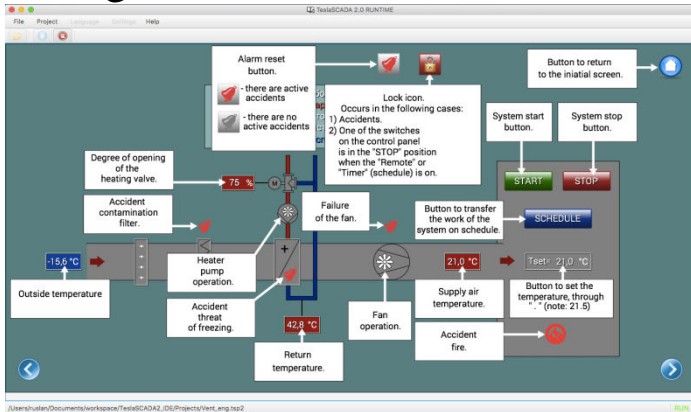 TeslaSCADA 2.0 RUNTIME
File Project Language Settings Help
Alarm reset
button.
- there are active
accidents
- there are no
active accidents
Lock icon.
Occurs in the following cases:
1) Accidents.
2) One of the switches
on the control panel
is in the "STOP" position
when the "Remote" or
"Timer" (schedule) is on.
Button to return
to the iniatial screen.
System start
button.
System stop
button.
START
STOP
Degree of opening
of the
heating valve.
75 %
M
Accident
contamination
filter.
Failure
of the fan.
Button to transfer
the work of the
system on schedule.
SCHEDULE
-15,6 °C
Outside temperature
Heater
pump
operation.
+
Accident
threat
of freezing.
42,8 °C
Return
temperature.
Fan
operation.
21,0 °C
Supply air
temperature.
Tset= 21,0 °C
Button to set the
temperature, through
" . " (note: 21.5)
Accident
fire.
/Users/ruslan/Documents/workspace/TeslaSCADA2_IDE/Projects/Vent_eng.tsp2
RUN